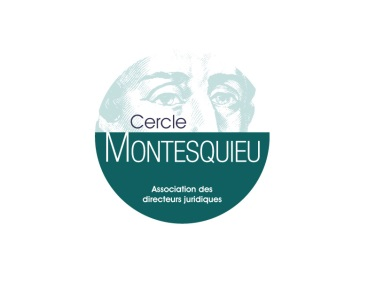 Cercle
MONTESQUIEU
Association des
directeurs juridiques